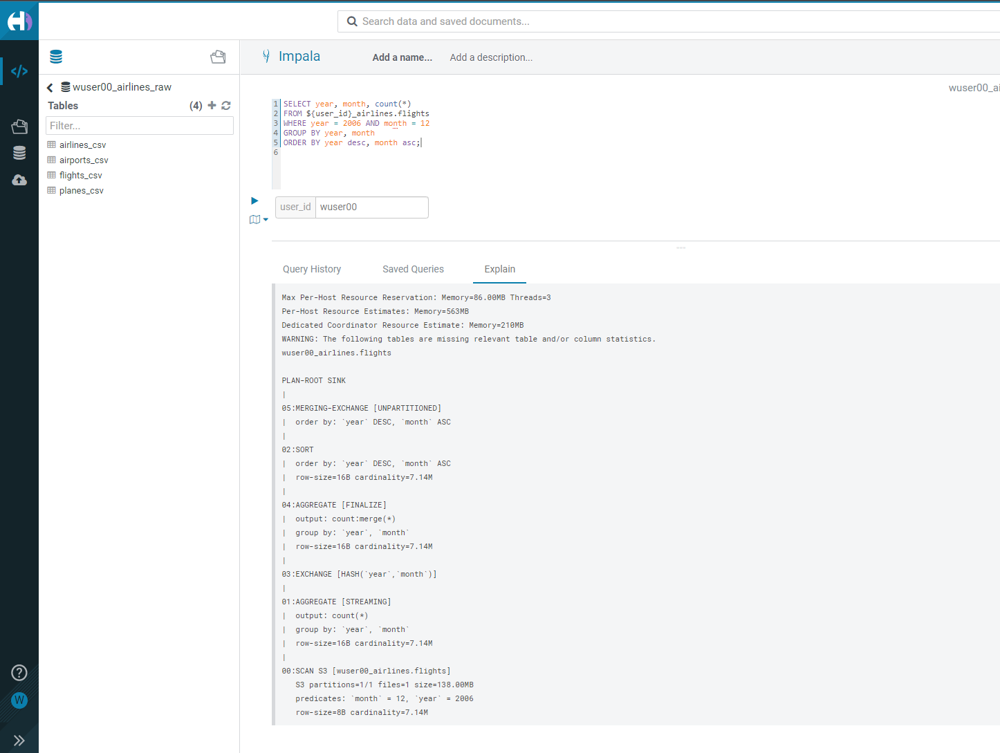 Search data and saved documents...
Impala
Add a name...
Add a description...
wuser00_airlines_raw
Tables
(4)
Filter...
airlines_csv
airports_csv
flights_csv
planes_csv
wuser00_ai
1 SELECT year, month, count(*)
2 FROM ${user_id}_airlines.flights
3 WHERE year = 2006 AND month = 12
4 GROUP BY year, month
5 ORDER BY year desc, month asc;
6
user_id wuser00
Query History
Saved Queries
Explain
Max Per-Host Resource Reservation: Memory=86.00MB Threads=3
Per-Host Resource Estimates: Memory=563MB
Dedicated Coordinator Resource Estimate: Memory=210MB
WARNING: The following tables are missing relevant table and/or column statistics.
wuser00_airlines.flights
PLAN-ROOT SINK
|
05:MERGING-EXCHANGE [UNPARTITIONED]
|  order by: `year` DESC, `month` ASC
|
02:SORT
|  order by: `year` DESC, `month` ASC
|  row-size=16B cardinality=7.14M
|
04:AGGREGATE [FINALIZE]
|  output: count:merge(*)
|  group by: `year`, `month`
|  row-size=16B cardinality=7.14M
|
03:EXCHANGE [HASH(`year`,`month`)]
|
01:AGGREGATE [STREAMING]
|  output: count(*)
|  group by: `year`, `month`
|  row-size=16B cardinality=7.14M
|
00:SCAN S3 [wuser00_airlines.flights]
   S3 partitions=1/1 files=1 size=138.00MB
   predicates: `month` = 12, `year` = 2006
   row-size=8B cardinality=7.14M
W